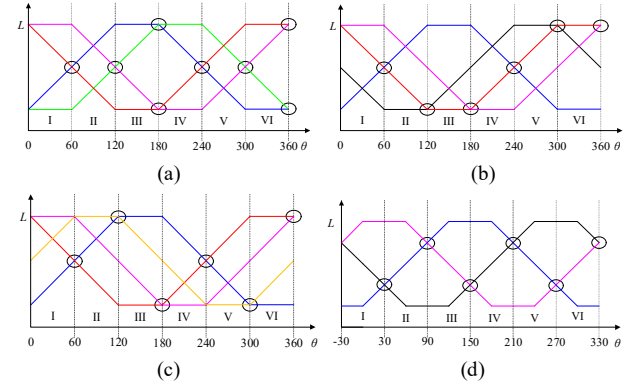 L
I II III IV V VI
0 60 120 180 240 300 360 θ
(a)
L
I II III IV V VI
0 60 120 180 240 300 360 θ
(b)
L
I II III IV V VI
0 60 120 180 240 300 360 θ
(c)
L
I II III IV V VI
-30 30 90 150 210 270 330 θ
(d)